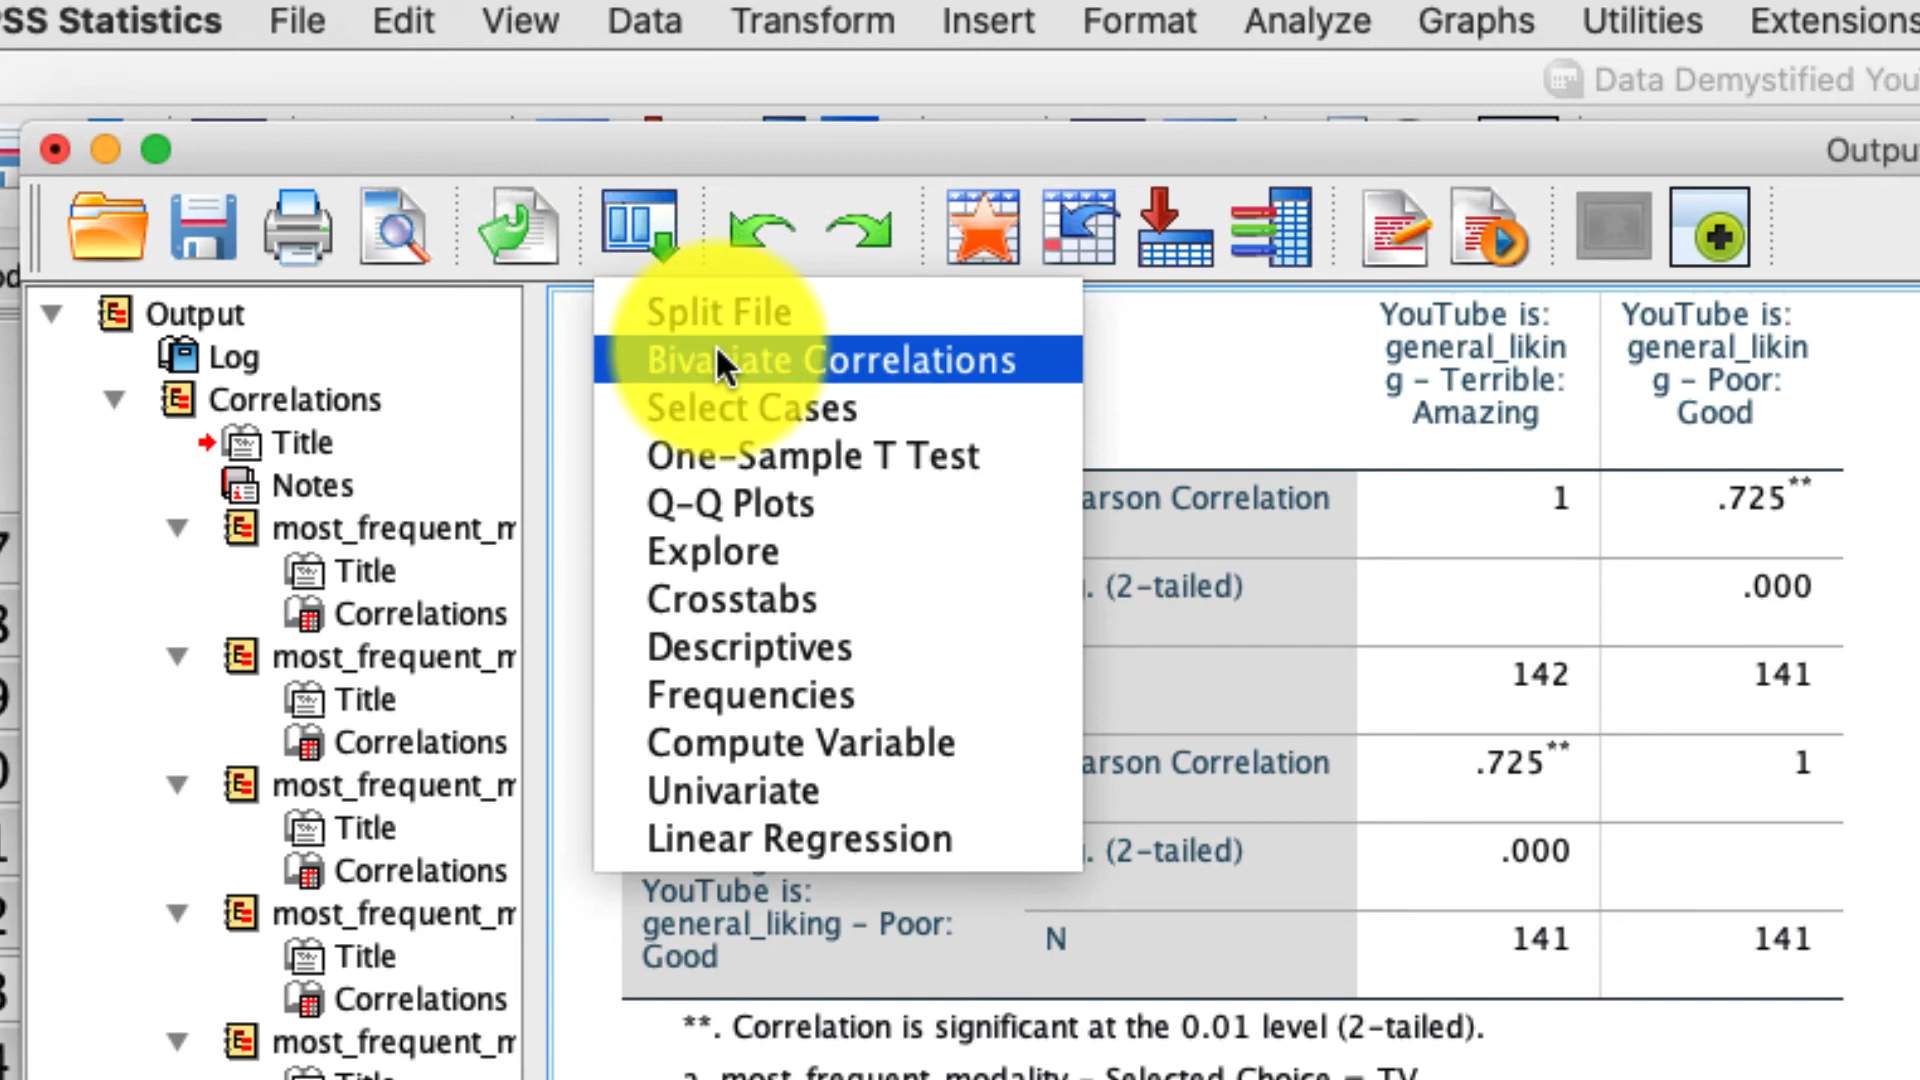 SS Statistics File Edit View Data Transform Insert Format Analyze Graphs Utilities Extensions
Data Demystified You
Outpu
Output
Log
Correlations
Title
Notes
most_frequent_m
Title
Correlations
most_frequent_m
Title
Correlations
most_frequent_m
Title
Correlations
most_frequent_m
Title
Correlations
most_frequent_m
Title
Split File
Bivariate Correlations
Select Cases
One-Sample T Test
Q-Q Plots
Explore
Crosstabs
Descriptives
Frequencies
Compute Variable
Univariate
Linear Regression
YouTube is:
general_likin
g - Terrible:
Amazing
YouTube is:
general_likin
g - Poor:
Good
arson Correlation 1 .725**
. (2-tailed) .000
142 141
arson Correlation .725** 1
. (2-tailed) .000
YouTube is:
general_liking - Poor:
Good
N 141 141
**. Correlation is significant at the 0.01 level (2-tailed).
a. most_frequent_modality - Selected Choice = TV